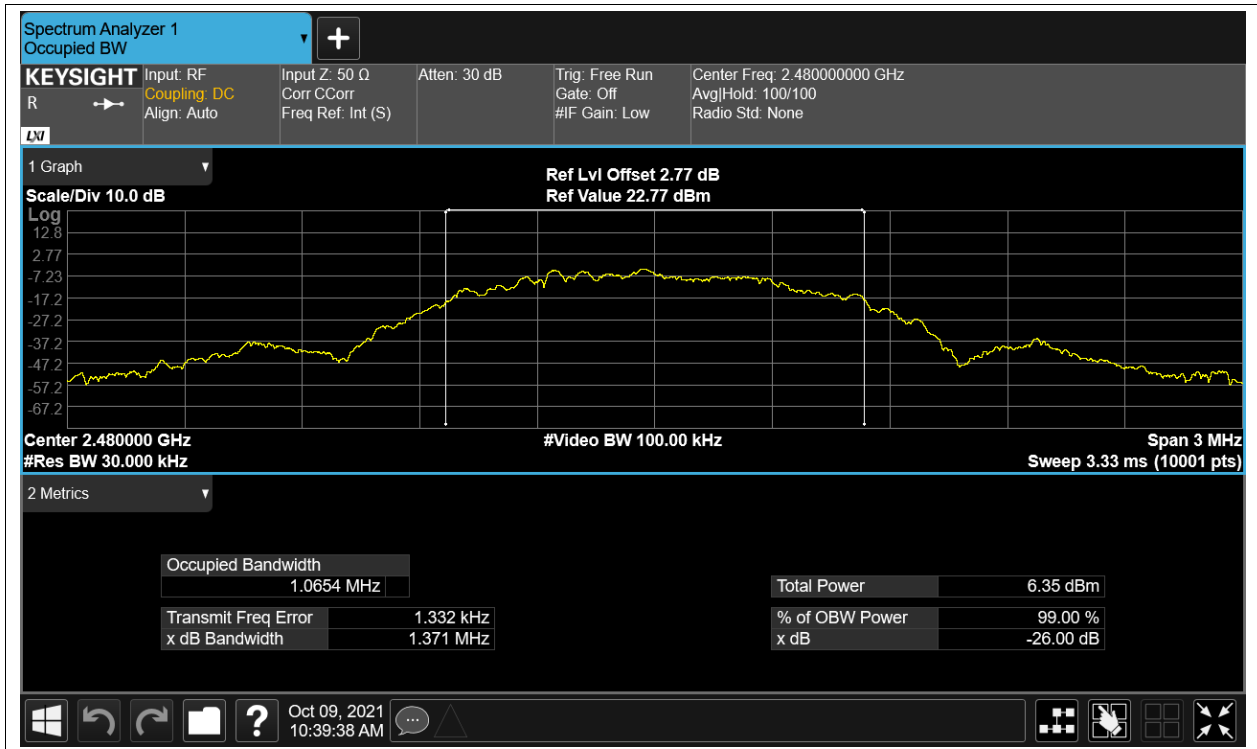 Spectrum Analyzer 1
Occupied BW
KEYSIGHT
R
LXI
Input: RF
Coupling: DC
Align: Auto
Input Z: 50 Ω
Corr CCorr
Freq Ref: Int (S)
Atten: 30 dB
Trig: Free Run
Gate: Off
#IF Gain: Low
Center Freq: 2.480000000 GHz
Avg|Hold: 100/100
Radio Std: None
1 Graph
Scale/Div 10.0 dB
Ref Lvl Offset 2.77 dB
Ref Value 22.77 dBm
Log
12.8
2.77
-7.23
-17.2
-27.2
-37.2
-47.2
-57.2
-67.2
Center 2.480000 GHz
#Video BW 100.00 kHz
Span 3 MHz
#Res BW 30.000 kHz
Sweep 3.33 ms (10001 pts)
2 Metrics
Occupied Bandwidth
1.0654 MHz
Total Power 6.35 dBm
Transmit Freq Error 1.332 kHz
% of OBW Power 99.00 %
x dB Bandwidth 1.371 MHz
x dB -26.00 dB
?
Oct 09, 2021
10:39:38 AM